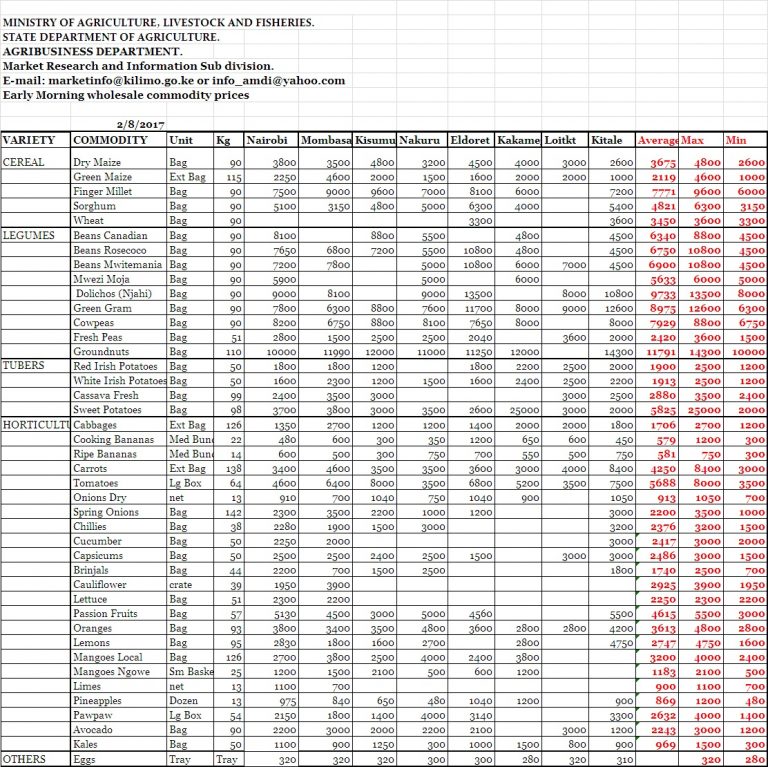 MINISTRY OF AGRICULTURE, LIVESTOCK AND FISHERIES.
STATE DEPARTMENT OF AGRICULTURE.
AGRIBUSINESS DEPARTMENT.
Market Research and Information Sub division.
E-mail: marketinfo@kilimo.go.ke or info_amdi@yahoo.com
Early Morning wholesale commodity prices
2/8/2017
VARIETY COMMODITY Unit Kg Nairobi Mombasa Kisumu Nakuru Eldoret Kakame Loitkt Kitale Average Max Min
CEREAL Dry Maize Bag 90 3800 3500 4800 3200 4500 4000 3000 2600 3675 4800 2600
Green Maize Ext Bag 115 2250 4600 2000 1500 1600 2000 2000 1000 2119 4600 1000
Finger Millet Bag 90 7500 9000 9600 7000 8100 6000 7200 7771 9600 6000
Sorghum Bag 90 5100 3150 4800 5000 6300 4000 5400 4821 6300 3150
Wheat Bag 90 3300 3600 3450 3600 3300
LEGUMES Beans Canadian Bag 90 8100 8800 5500 4800 4500 6340 8800 4500
Beans Rosecoco Bag 90 7650 6800 7200 5500 10800 4800 4500 6750 10800 4500
Beans Mwitemania Bag 90 7200 7800 5000 10800 6000 7000 4500 6900 10800 4500
Mwezi Moja Bag 90 5900 5000 6000 5633 6000 5000
Dolichos (Njahi) Bag 90 9000 8100 9000 13500 8000 10800 9733 13500 8000
Green Gram Bag 90 7800 6300 8800 7600 11700 8000 9000 12600 8975 12600 6300
Cowpeas Bag 90 8200 6750 8800 8100 7650 8000 8000 7929 8800 6750
Fresh Peas Bag 51 2800 1500 2500 2500 2040 3600 2000 2420 3600 1500
Groundnuts Bag 110 10000 11990 12000 11000 11250 12000 14300 11791 14300 10000
TUBERS Red Irish Potatoes Bag 50 1800 1800 1200 1800 2200 2500 2000 1900 2500 1200
White Irish Potatoes Bag 50 1600 2300 1200 1500 1600 2400 2500 2200 1913 2500 1200
Cassava Fresh Bag 99 2400 3500 3000 3000 2500 2880 3500 2400
Sweet Potatoes Bag 98 3700 3800 3000 3500 2600 25000 3000 2000 5825 25000 2000
HORTICULTU Cabbages Ext Bag 126 1350 2700 1200 1200 1400 2000 2000 1800 1706 2700 1200
Cooking Bananas Med Bun 22 480 600 300 350 1200 650 600 450 579 1200 300
Ripe Bananas Med Bun 14 600 500 300 750 700 550 500 750 581 750 300
Carrots Ext Bag 138 3400 4600 3500 3500 3600 3000 4000 8400 4250 8400 3000
Tomatoes Lg Box 64 4600 6400 8000 3500 6800 5200 3500 7500 5688 8000 3500
Onions Dry net 13 910 700 1040 750 1040 900 1050 913 1050 700
Spring Onions Bag 142 2300 3500 2200 1000 1200 3000 2200 3500 1000
Chillies Bag 38 2280 1900 1500 3000 3200 2376 3200 1500
Cucumber Bag 50 2250 2000 3000 2417 3000 2000
Capsicums Bag 50 2500 2500 2400 2500 1500 3000 3000 2486 3000 1500
Brinjals Bag 44 2200 700 1500 2500 1800 1740 2500 700
Cauliflower crate 39 1950 3900 2925 3900 1950
Lettuce Bag 51 2300 2200 2250 2300 2200
Passion Fruits Bag 57 5130 4500 3000 5000 4560 5500 4615 5500 3000
Oranges Bag 93 3800 3400 3500 4800 3600 2800 2800 4200 3613 4800 2800
Lemons Bag 95 2830 1800 1600 2700 2800 4750 2747 4750 1600
Mangoes Local Bag 126 2700 3800 2500 4000 2400 3800 3200 4000 2400
Mangoes Ngowe Sm Baske 25 1200 1500 2100 500 600 1200 1183 2100 500
Limes net 13 1100 700 900 1100 700
Pineapples Dozen 13 975 840 650 480 1040 1200 900 869 1200 480
Pawpaw Lg Box 54 2150 1800 1400 4000 3140 3300 2632 4000 1400
Avocado Bag 90 2200 3000 2000 2200 2100 3000 1200 2243 3000 1200
Kales Bag 50 1100 900 1250 300 1000 1500 800 900 969 1500 300
OTHERS Eggs Tray Tray 320 320 320 300 300 280 320 310 320 280